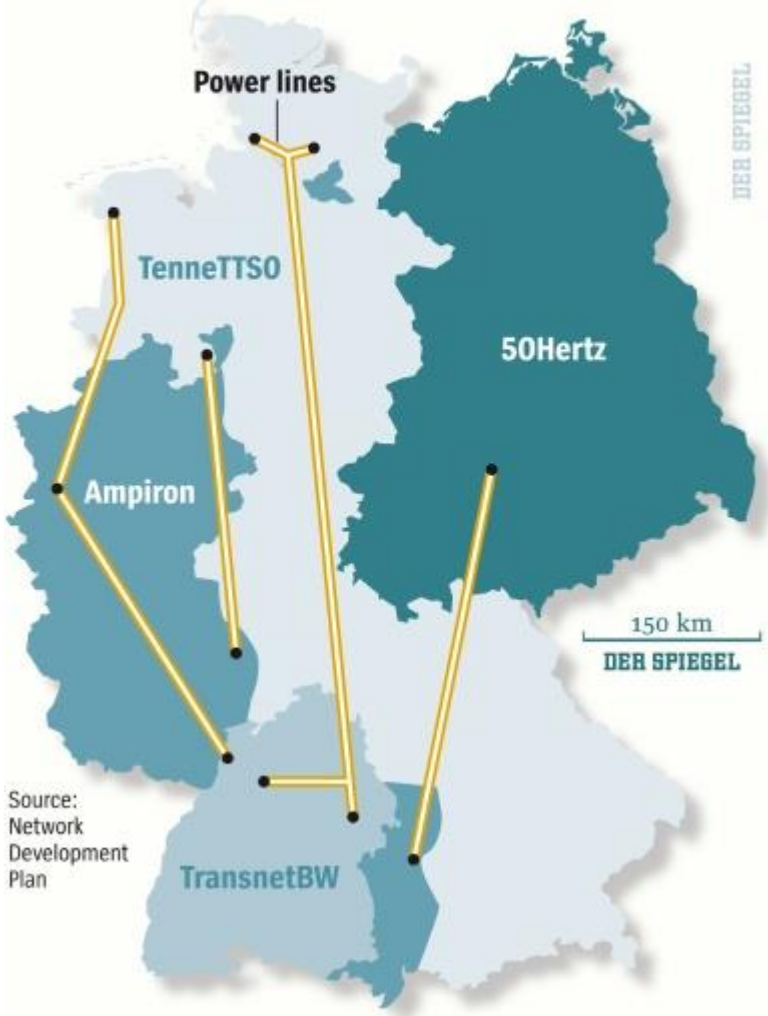 Power lines
DER SPIEGEL
TenneTTSO
50Hertz
Ampiron
150 km
DER SPIEGEL
Source:
Network
Development
Plan
TransnetBW